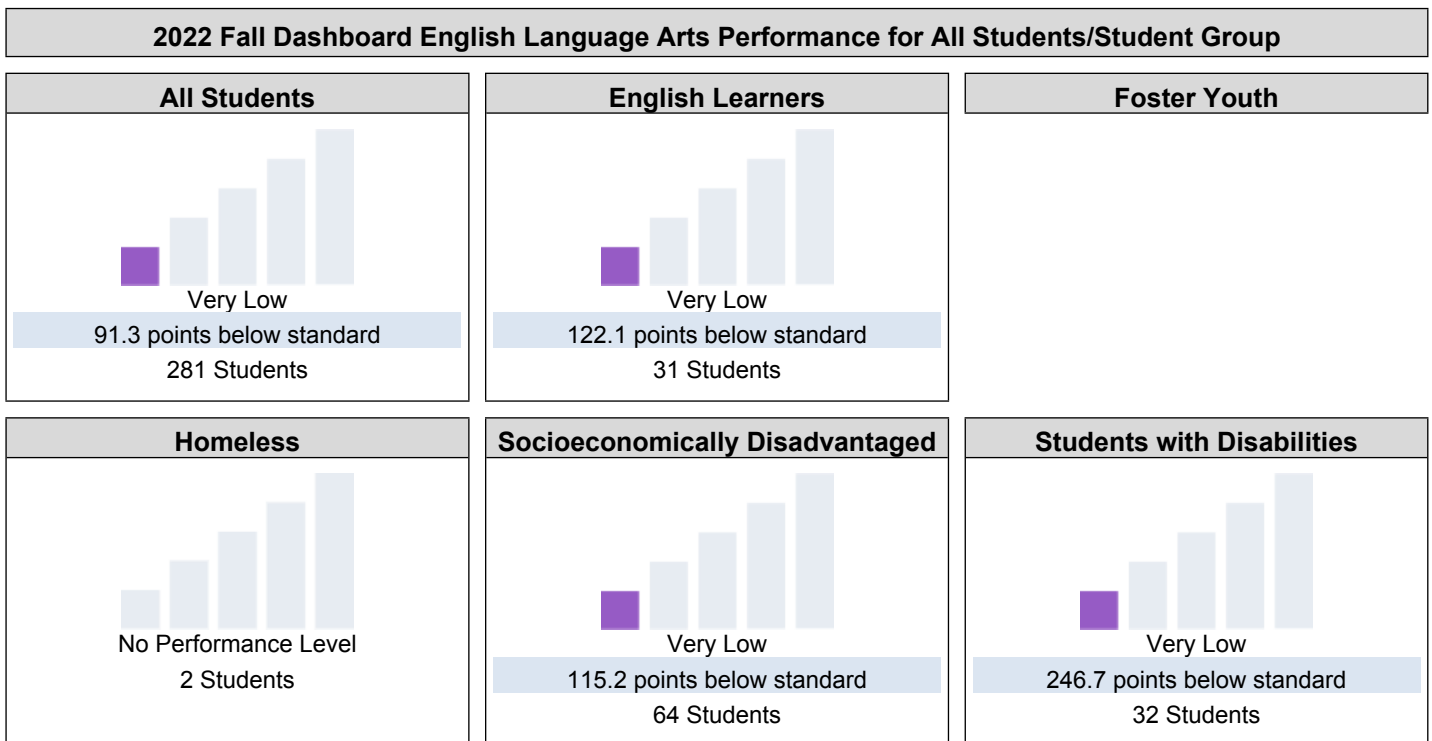 2022 Fall Dashboard English Language Arts Performance for All Students/Student Group
All Students
Very Low
91.3 points below standard
281 Students
English Learners
Very Low
122.1 points below standard
31 Students
Foster Youth
Homeless
No Performance Level
2 Students
Socioeconomically Disadvantaged
Very Low
115.2 points below standard
64 Students
Students with Disabilities
Very Low
246.7 points below standard
32 Students